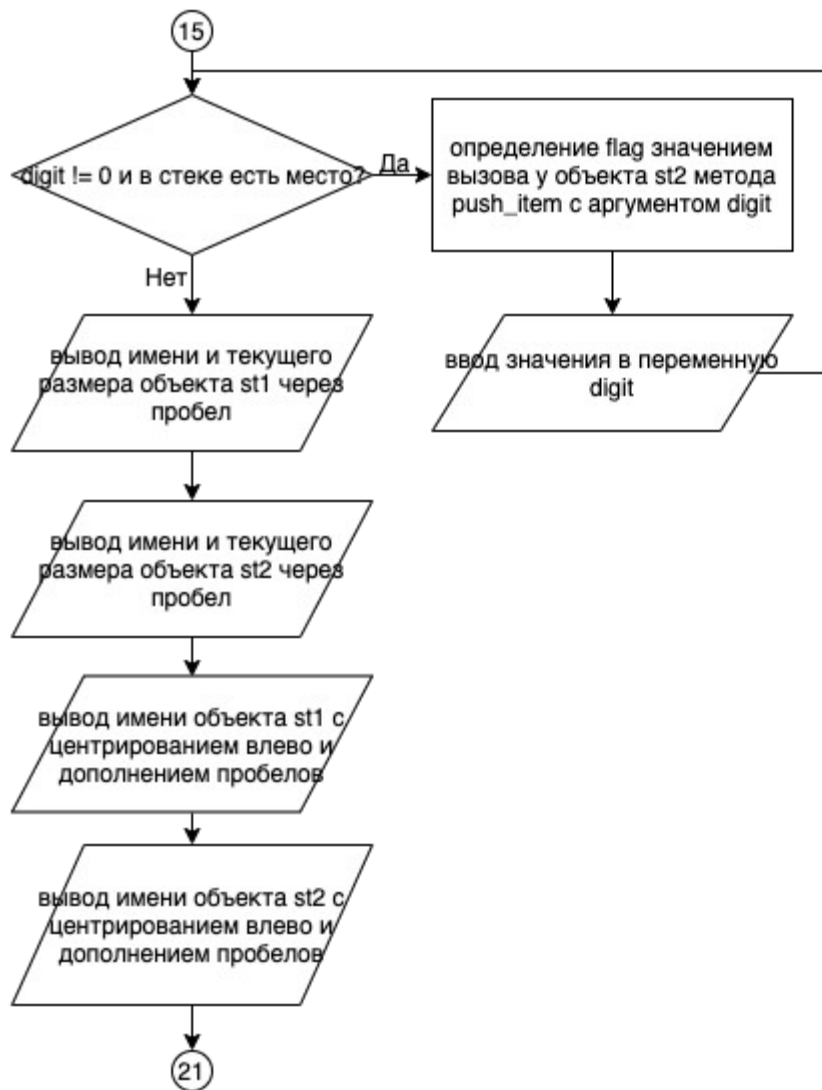 15
digit != 0 и в стеке есть место?
Да
определение flag значением
вызова у объекта st2 метода
push_item с аргументом digit
Нет
вывод имени и текущего
размера объекта st1 через
пробел
ввод значения в переменную
digit
вывод имени и текущего
размера объекта st2 через
пробел
вывод имени объекта st1 с
центрированием влево и
дополнением пробелов
вывод имени объекта st2 с
центрированием влево и
дополнением пробелов
21